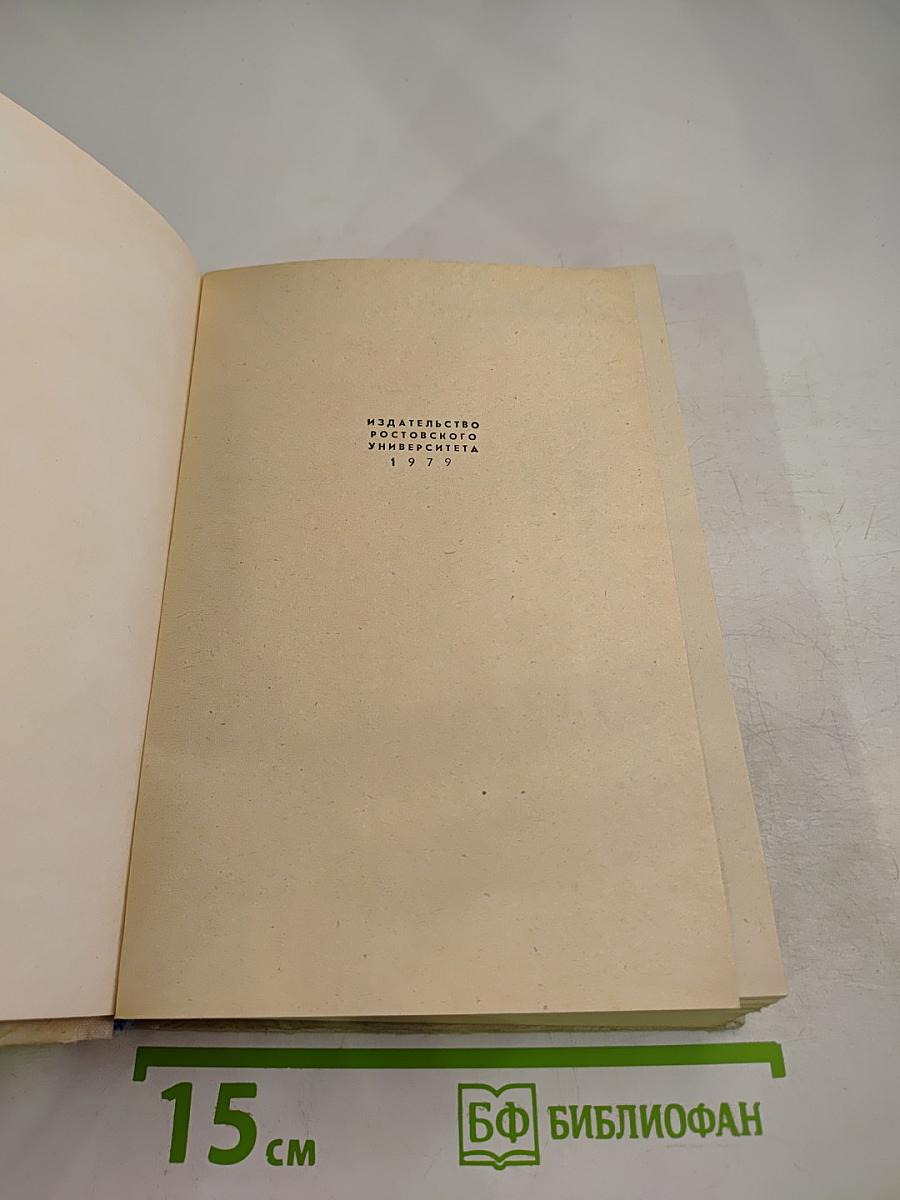 ИЗДАТЕЛЬСТВО
РОСТОВСКОГО
УНИВЕРСИТЕТА
1979
15 см
БФ БИБЛИОФАН